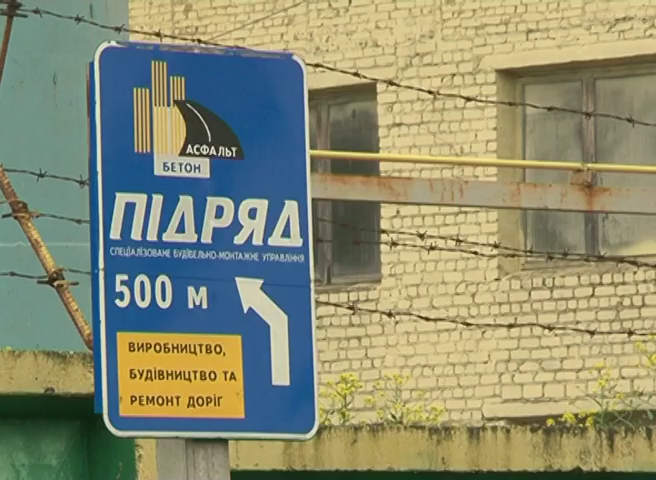 АСФАЛЬТ
БЕТОН
ПІДРЯД
СПЕЦІАЛІЗОВАНЕ БУДІВЕЛЬНО-МОНТАЖНЕ УПРАВЛІННЯ
500 м
ВИРОБНИЦТВО,
БУДІВНИЦТВО ТА
РЕМОНТ ДОРІГ